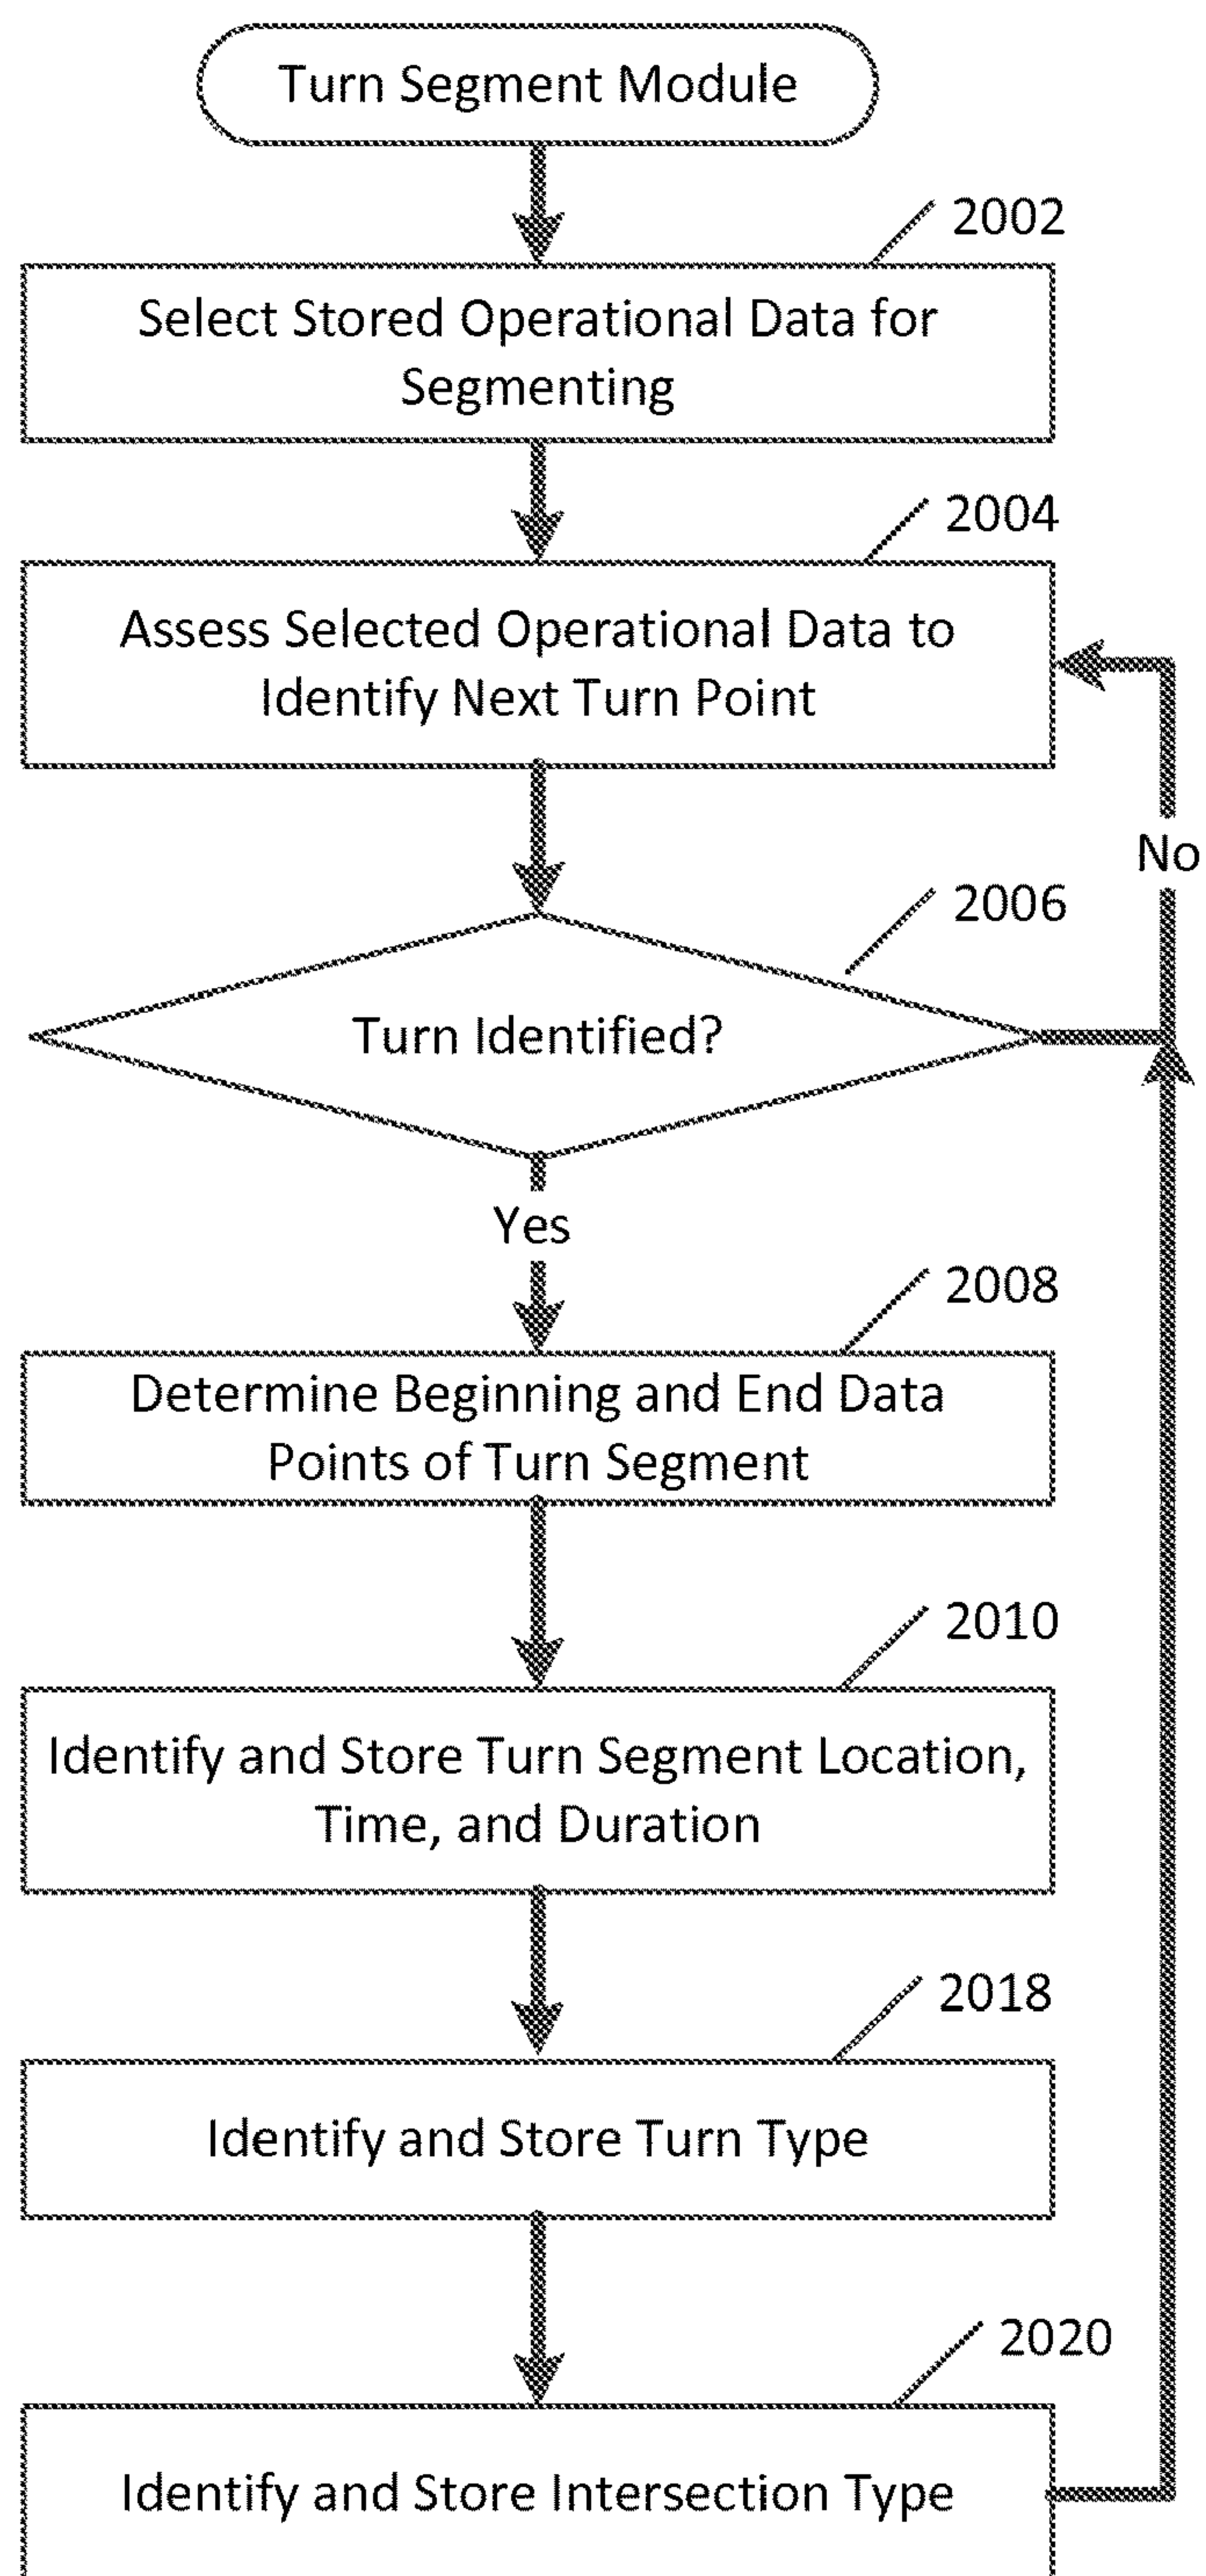 Turn Segment Module
2002
Select Stored Operational Data for
Segmenting
2004
Assess Selected Operational Data to
Identify Next Turn Point
No
2006
Turn Identified?
Yes
2008
Determine Beginning and End Data
Points of Turn Segment
2010
Identify and Store Turn Segment Location,
Time, and Duration
2018
Identify and Store Turn Type
2020
Identify and Store Intersection Type